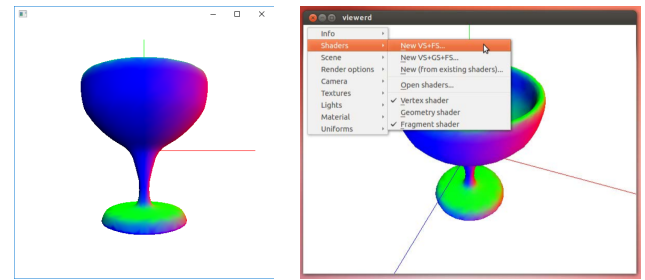 viewerd
Info
Shaders
Scene
Render options
Camera
Textures
Lights
Material
Uniforms
New VS+FS...
New VS+GS+FS...
New (from existing shaders)...
Open shaders...
Vertex shader
Geometry shader
Fragment shader